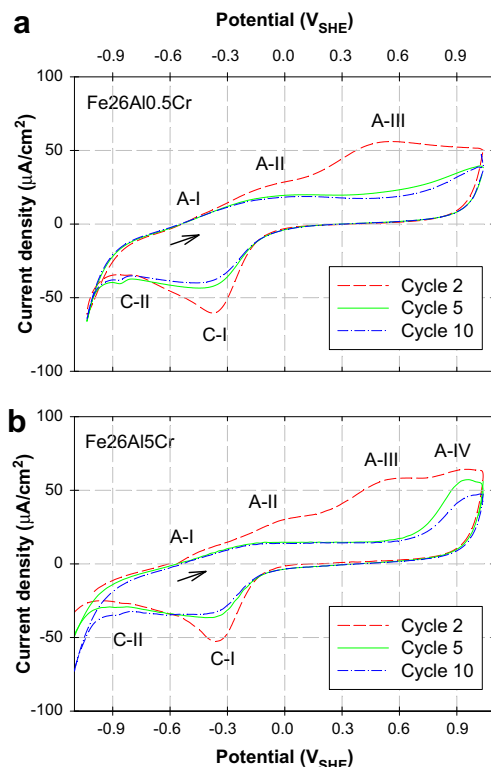 a
Potential (V_SHE)
-0.9 -0.6 -0.3 0.0 0.3 0.6 0.9
100
50
0
-50
-100
Current density (μA/cm²)
Fe26Al0.5Cr
A-III
A-II
A-I
C-II
C-I
Cycle 2
Cycle 5
Cycle 10
b
100
50
0
-50
-100
Current density (μA/cm²)
Fe26Al5Cr
A-IV
A-III
A-II
A-I
C-II
C-I
Cycle 2
Cycle 5
Cycle 10
-0.9 -0.6 -0.3 0.0 0.3 0.6 0.9
Potential (V_SHE)